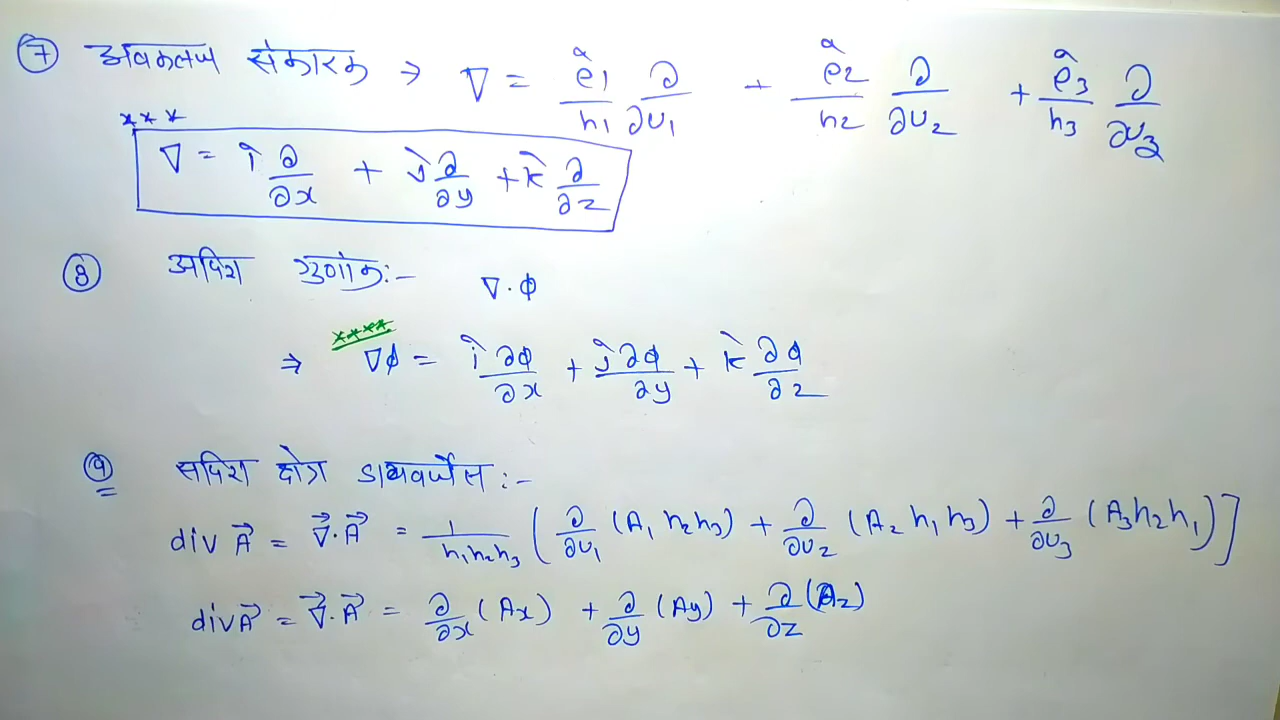 7 अवकलज संकारक → ∇ = ê1/h1 ∂/∂u1 + ê2/h2 ∂/∂u2 + ê3/h3 ∂/∂u3
***
∇ = î ∂/∂x + ĵ ∂/∂y + k̂ ∂/∂z
8 अदिश गुणांक:- ∇·φ
****
⇒ ∇φ = î ∂φ/∂x + ĵ ∂φ/∂y + k̂ ∂φ/∂z
9 सदिश क्षेत्र डायवर्जेंस:-
div A⃗ = ∇⃗·A⃗ = 1/h1h2h3 ( ∂/∂u1 (A1 h2h3) + ∂/∂u2 (A2 h1 h3) + ∂/∂u3 (A3h2h1) ]
div A⃗ = ∇⃗·A⃗ = ∂/∂x (Ax) + ∂/∂y (Ay) + ∂/∂z (Az)